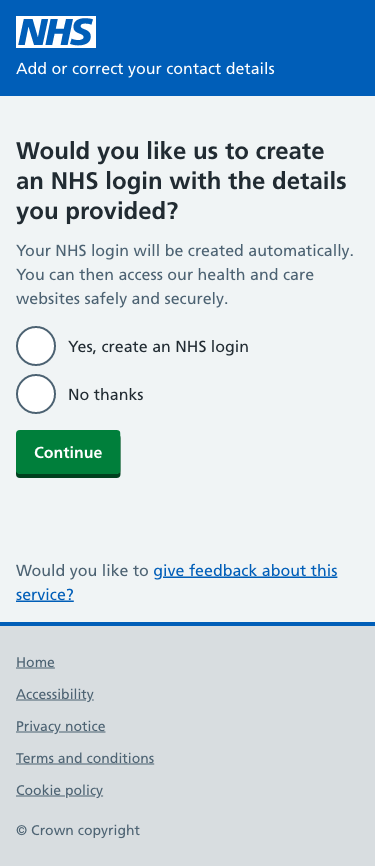 NHS
Add or correct your contact details
Would you like us to create
an NHS login with the details
you provided?
Your NHS login will be created automatically.
You can then access our health and care
websites safely and securely.
Yes, create an NHS login
No thanks
Continue
Would you like to give feedback about this
service?
Home
Accessibility
Privacy notice
Terms and conditions
Cookie policy
© Crown copyright